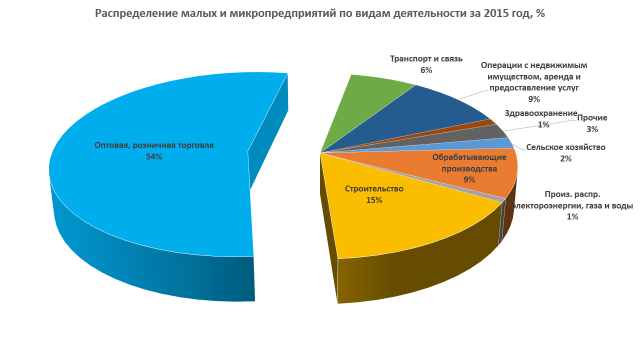 Распределение малых и микропредприятий по видам деятельности за 2015 год, %
Транспорт и связь
6%
Операции с недвижимым
имуществом, аренда и
предоставление услуг
9%
Здравоохранение
1%
Прочие
3%
Сельское хозяйство
2%
Обрабатывающие
производства
9%
Произ. распр.
электороэнергии, газа и воды
1%
Строительство
15%
Оптовая, розничная торговля
54%